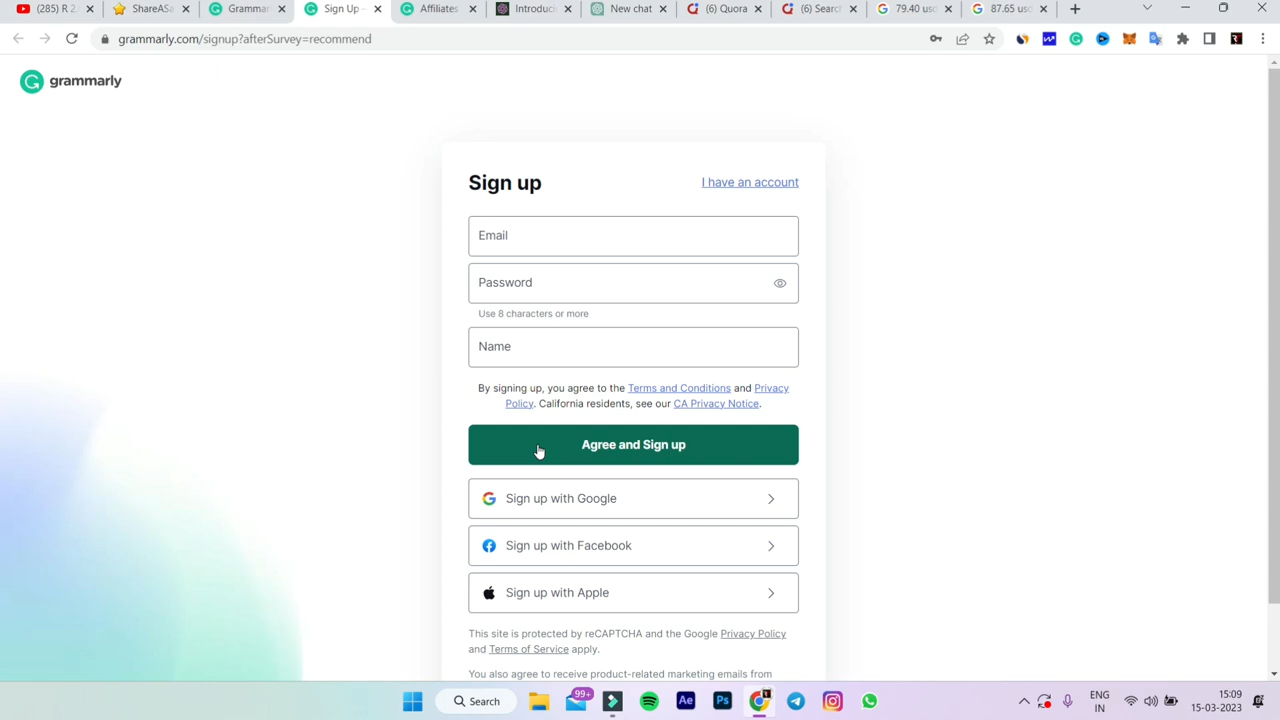 (285) R 2
ShareASa
Grammar
Sign Up –
Affiliates
Introduci
New chat
(6) Quora
(6) Search
79.40 usd
87.65 usd
grammarly.com/signup?afterSurvey=recommend
grammarly
Sign up
I have an account
Email
Password
Use 8 characters or more
Name
By signing up, you agree to the Terms and Conditions and Privacy
Policy. California residents, see our CA Privacy Notice.
Agree and Sign up
Sign up with Google
Sign up with Facebook
Sign up with Apple
This site is protected by reCAPTCHA and the Google Privacy Policy
and Terms of Service apply.
You also agree to receive product-related marketing emails from
Search
99+
Ae
Ps
ENG
IN
15:09
15-03-2023